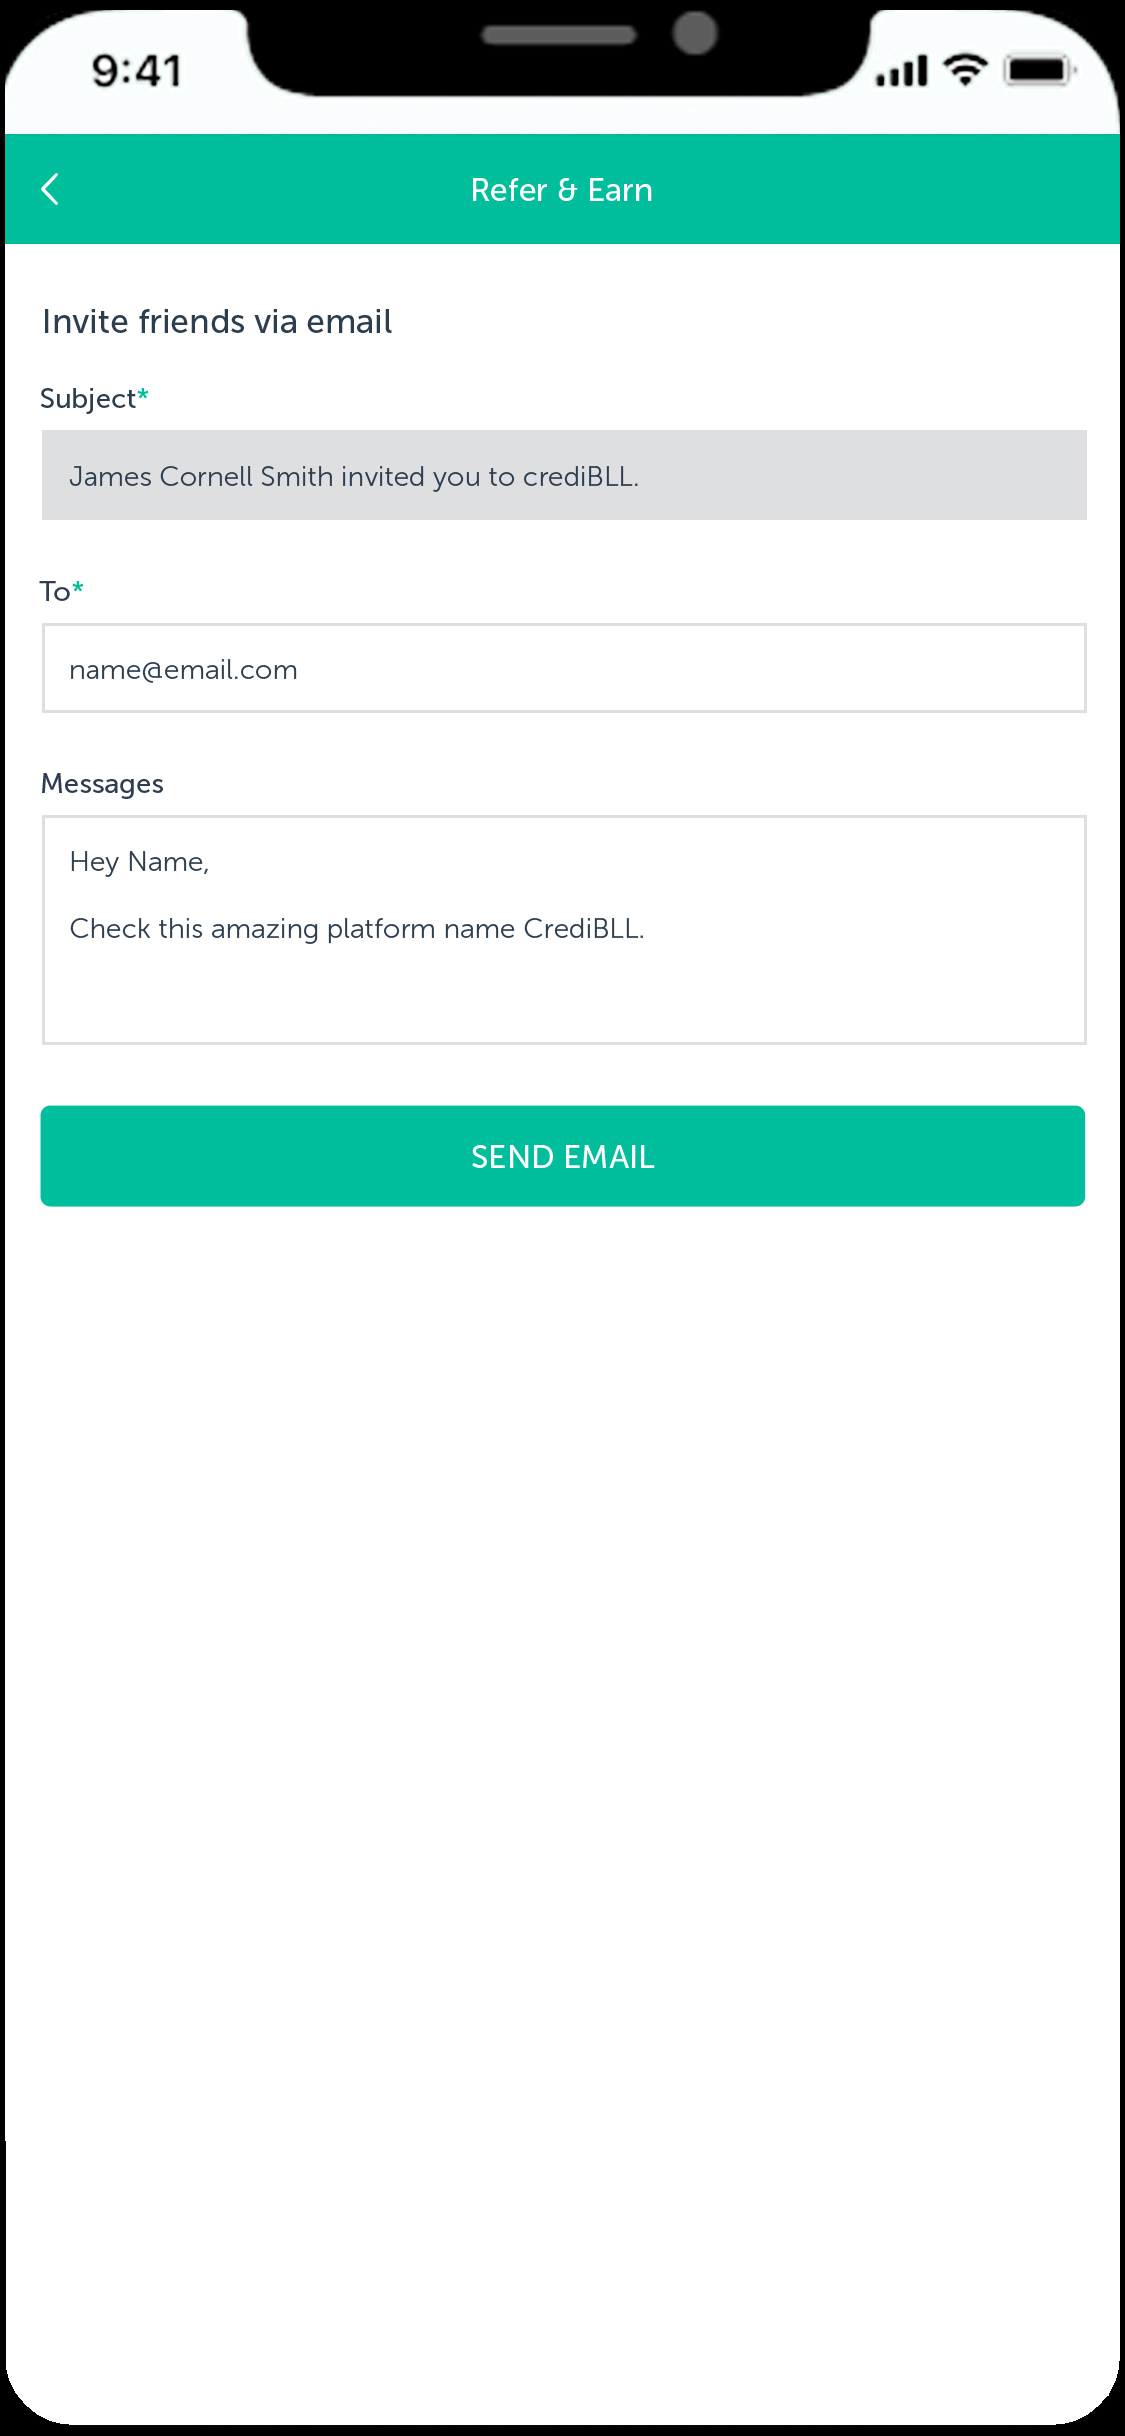 9:41
Refer & Earn
Invite friends via email
Subject*
James Cornell Smith invited you to crediBLL.
To*
name@email.com
Messages
Hey Name,
Check this amazing platform name CrediBLL.
SEND EMAIL